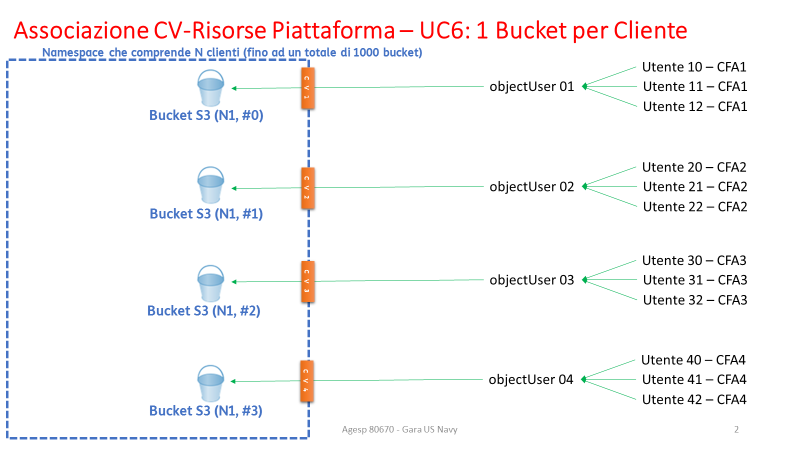 Associazione CV-Risorse Piattaforma – UC6: 1 Bucket per Cliente
Namespace che comprende N clienti (fino ad un totale di 1000 bucket)
CV1
Bucket S3 (N1, #0)
objectUser 01
Utente 10 – CFA1
Utente 11 – CFA1
Utente 12 – CFA1
CV2
Bucket S3 (N1, #1)
objectUser 02
Utente 20 – CFA2
Utente 21 – CFA2
Utente 22 – CFA2
CV3
Bucket S3 (N1, #2)
objectUser 03
Utente 30 – CFA3
Utente 31 – CFA3
Utente 32 – CFA3
CV4
Bucket S3 (N1, #3)
objectUser 04
Utente 40 – CFA4
Utente 41 – CFA4
Utente 42 – CFA4
Agesp 80670 - Gara US Navy
2